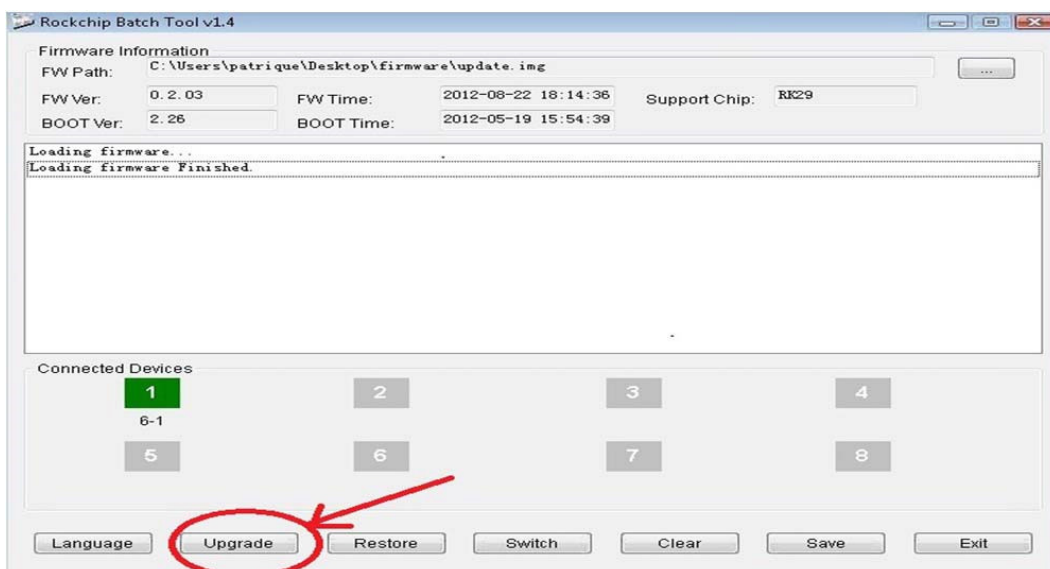 Rockchip Batch Tool v1.4
Firmware Information
FW Path: C:\Users\patrique\Desktop\firmware\update.img ...
FW Ver: 0.2.03 FW Time: 2012-08-22 18:14:36 Support Chip: RK29
BOOT Ver: 2.26 BOOT Time: 2012-05-19 15:54:39
Loading firmware...
Loading firmware Finished.
Connected Devices
1 2 3 4
6-1
5 6 7 8
Language Upgrade Restore Switch Clear Save Exit